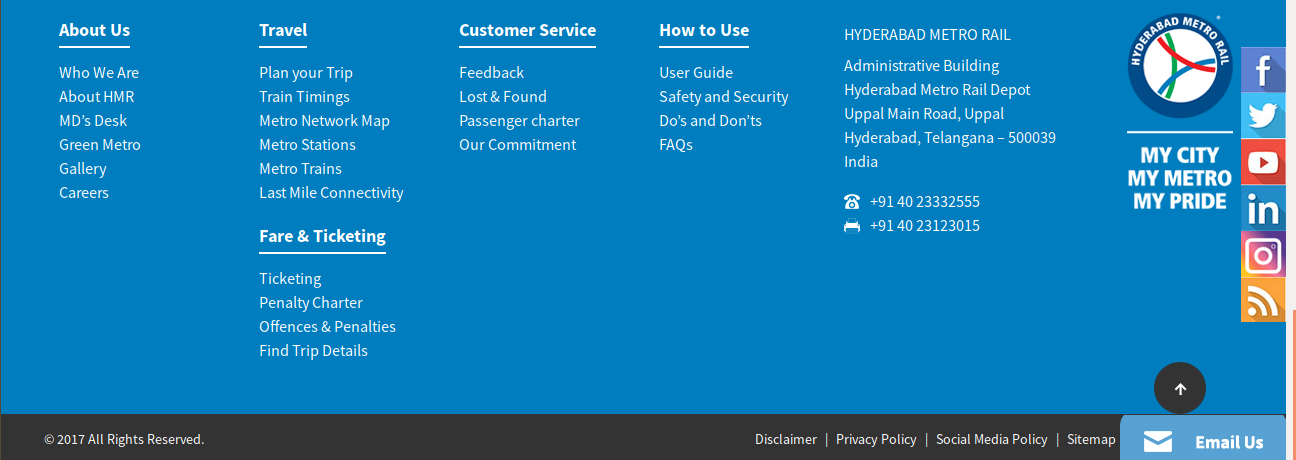 About Us
Who We Are
About HMR
MD's Desk
Green Metro
Gallery
Careers
Travel
Plan your Trip
Train Timings
Metro Network Map
Metro Stations
Metro Trains
Last Mile Connectivity
Fare & Ticketing
Ticketing
Penalty Charter
Offences & Penalties
Find Trip Details
Customer Service
Feedback
Lost & Found
Passenger charter
Our Commitment
How to Use
User Guide
Safety and Security
Do's and Don'ts
FAQs
HYDERABAD METRO RAIL
Administrative Building
Hyderabad Metro Rail Depot
Uppal Main Road, Uppal
Hyderabad, Telangana – 500039
India
+91 40 23332555
+91 40 23123015
HYDERABAD METRO RAIL
MY CITY
MY METRO
MY PRIDE
f
in
© 2017 All Rights Reserved.
Disclaimer | Privacy Policy | Social Media Policy | Sitemap
Email Us